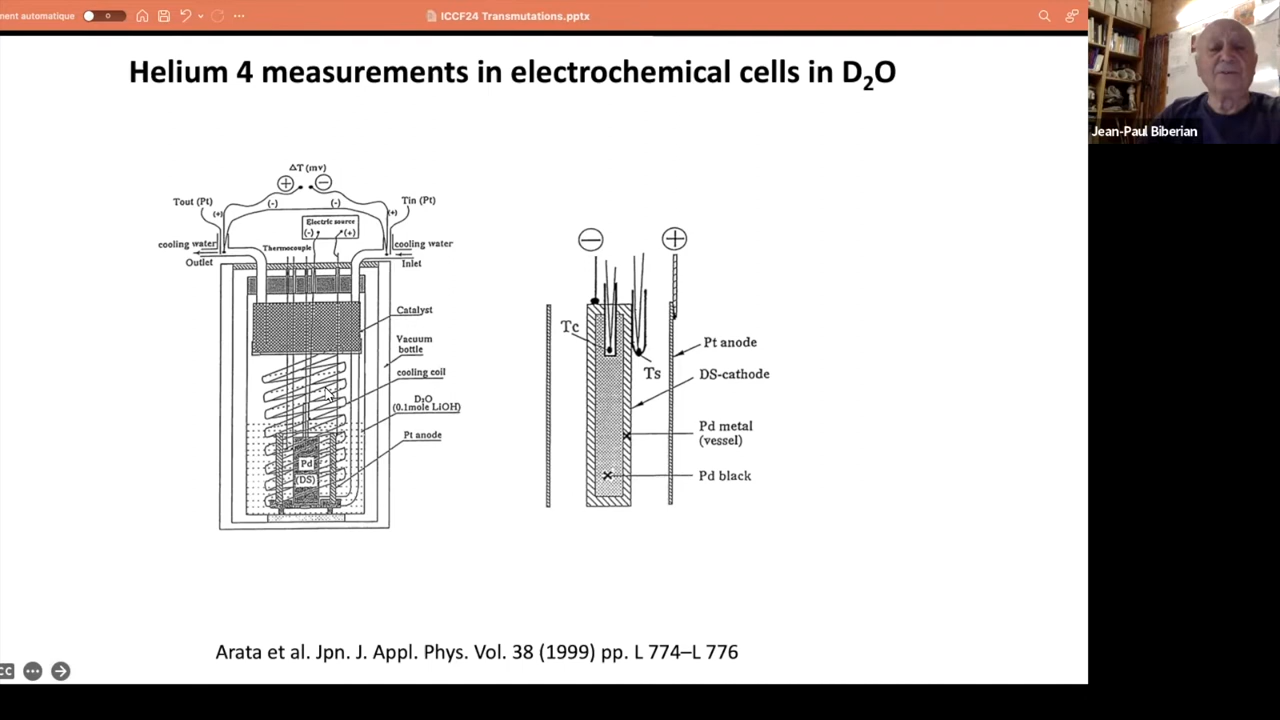 ment automatique
ICCF24 Transmutations.pptx
Helium 4 measurements in electrochemical cells in D₂O
ΔT (mv)
Tout (Pt)
Tin (Pt)
(+)
(-)
(-)
(+)
Electric source
(-)
(+)
cooling water
Thermocouple
cooling water
Outlet
Inlet
Catalyst
Vacuum
bottle
cooling coil
D₂O
(0.1mole LiOH)
Pt anode
Pd
(DS)
Tc
Ts
Pt anode
DS-cathode
Pd metal
(vessel)
Pd black
Arata et al. Jpn. J. Appl. Phys. Vol. 38 (1999) pp. L 774–L 776
CC
Jean-Paul Biberian